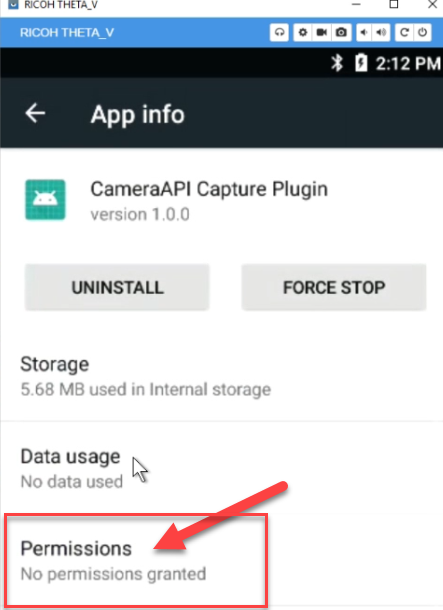 RICOH THETA_V
RICOH THETA_V
2:12 PM
App info
CameraAPI Capture Plugin
version 1.0.0
UNINSTALL
FORCE STOP
Storage
5.68 MB used in Internal storage
Data usage
No data used
Permissions
No permissions granted